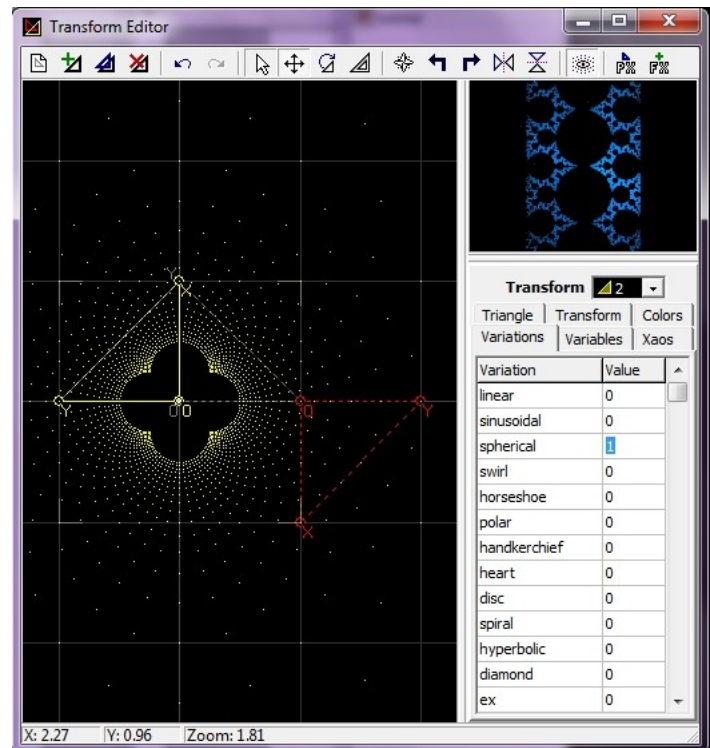 Transform Editor
Transform 2
Triangle Transform Colors
Variations Variables Xaos
Variation Value
linear 0
sinusoidal 0
spherical 1
swirl 0
horseshoe 0
polar 0
handkerchief 0
heart 0
disc 0
spiral 0
hyperbolic 0
diamond 0
ex 0
Y
X
Y O O O Y
X
X: 2.27 Y: 0.96 Zoom: 1.81